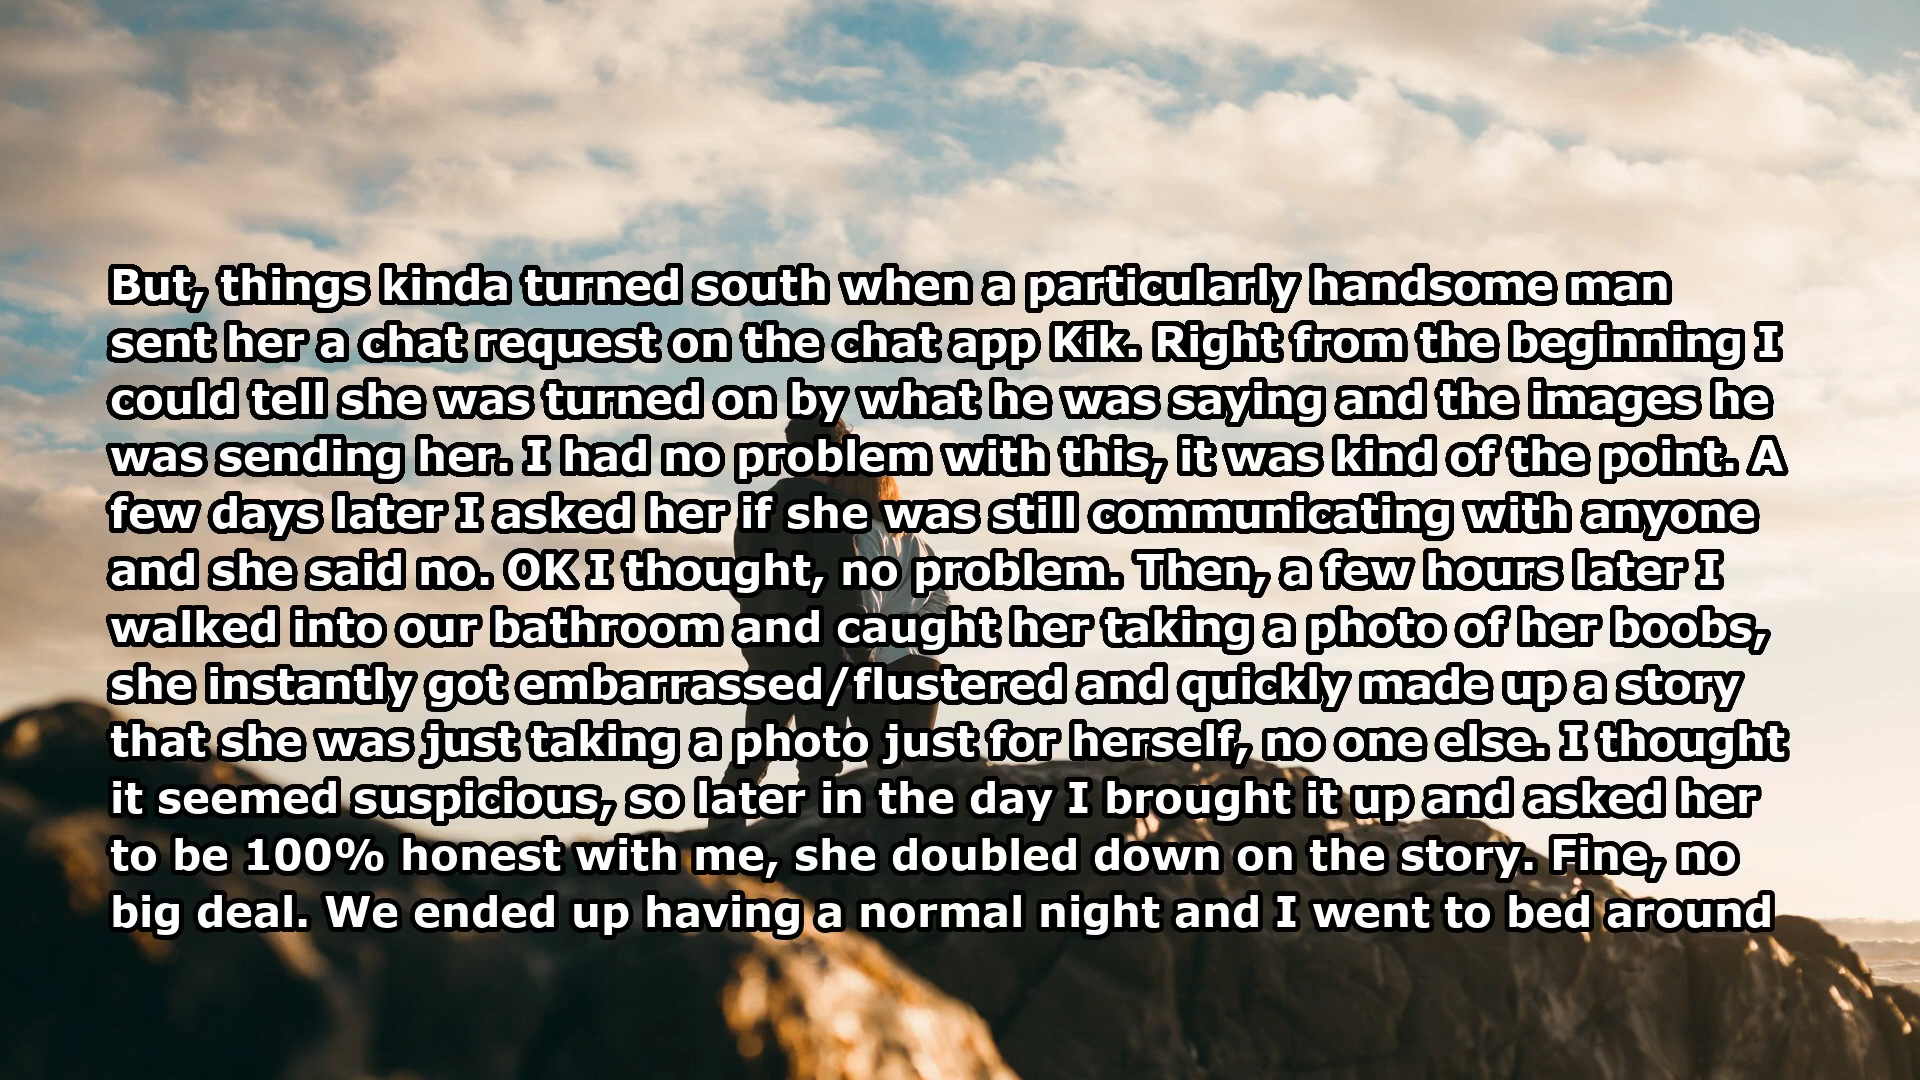 But, things kinda turned south when a particularly handsome man
sent her a chat request on the chat app Kik. Right from the beginning I
could tell she was turned on by what he was saying and the images he
was sending her. I had no problem with this, it was kind of the point. A
few days later I asked her if she was still communicating with anyone
and she said no. OK I thought, no problem. Then, a few hours later I
walked into our bathroom and caught her taking a photo of her boobs,
she instantly got embarrassed/flustered and quickly made up a story
that she was just taking a photo just for herself, no one else. I thought
it seemed suspicious, so later in the day I brought it up and asked her
to be 100% honest with me, she doubled down on the story. Fine, no
big deal. We ended up having a normal night and I went to bed around